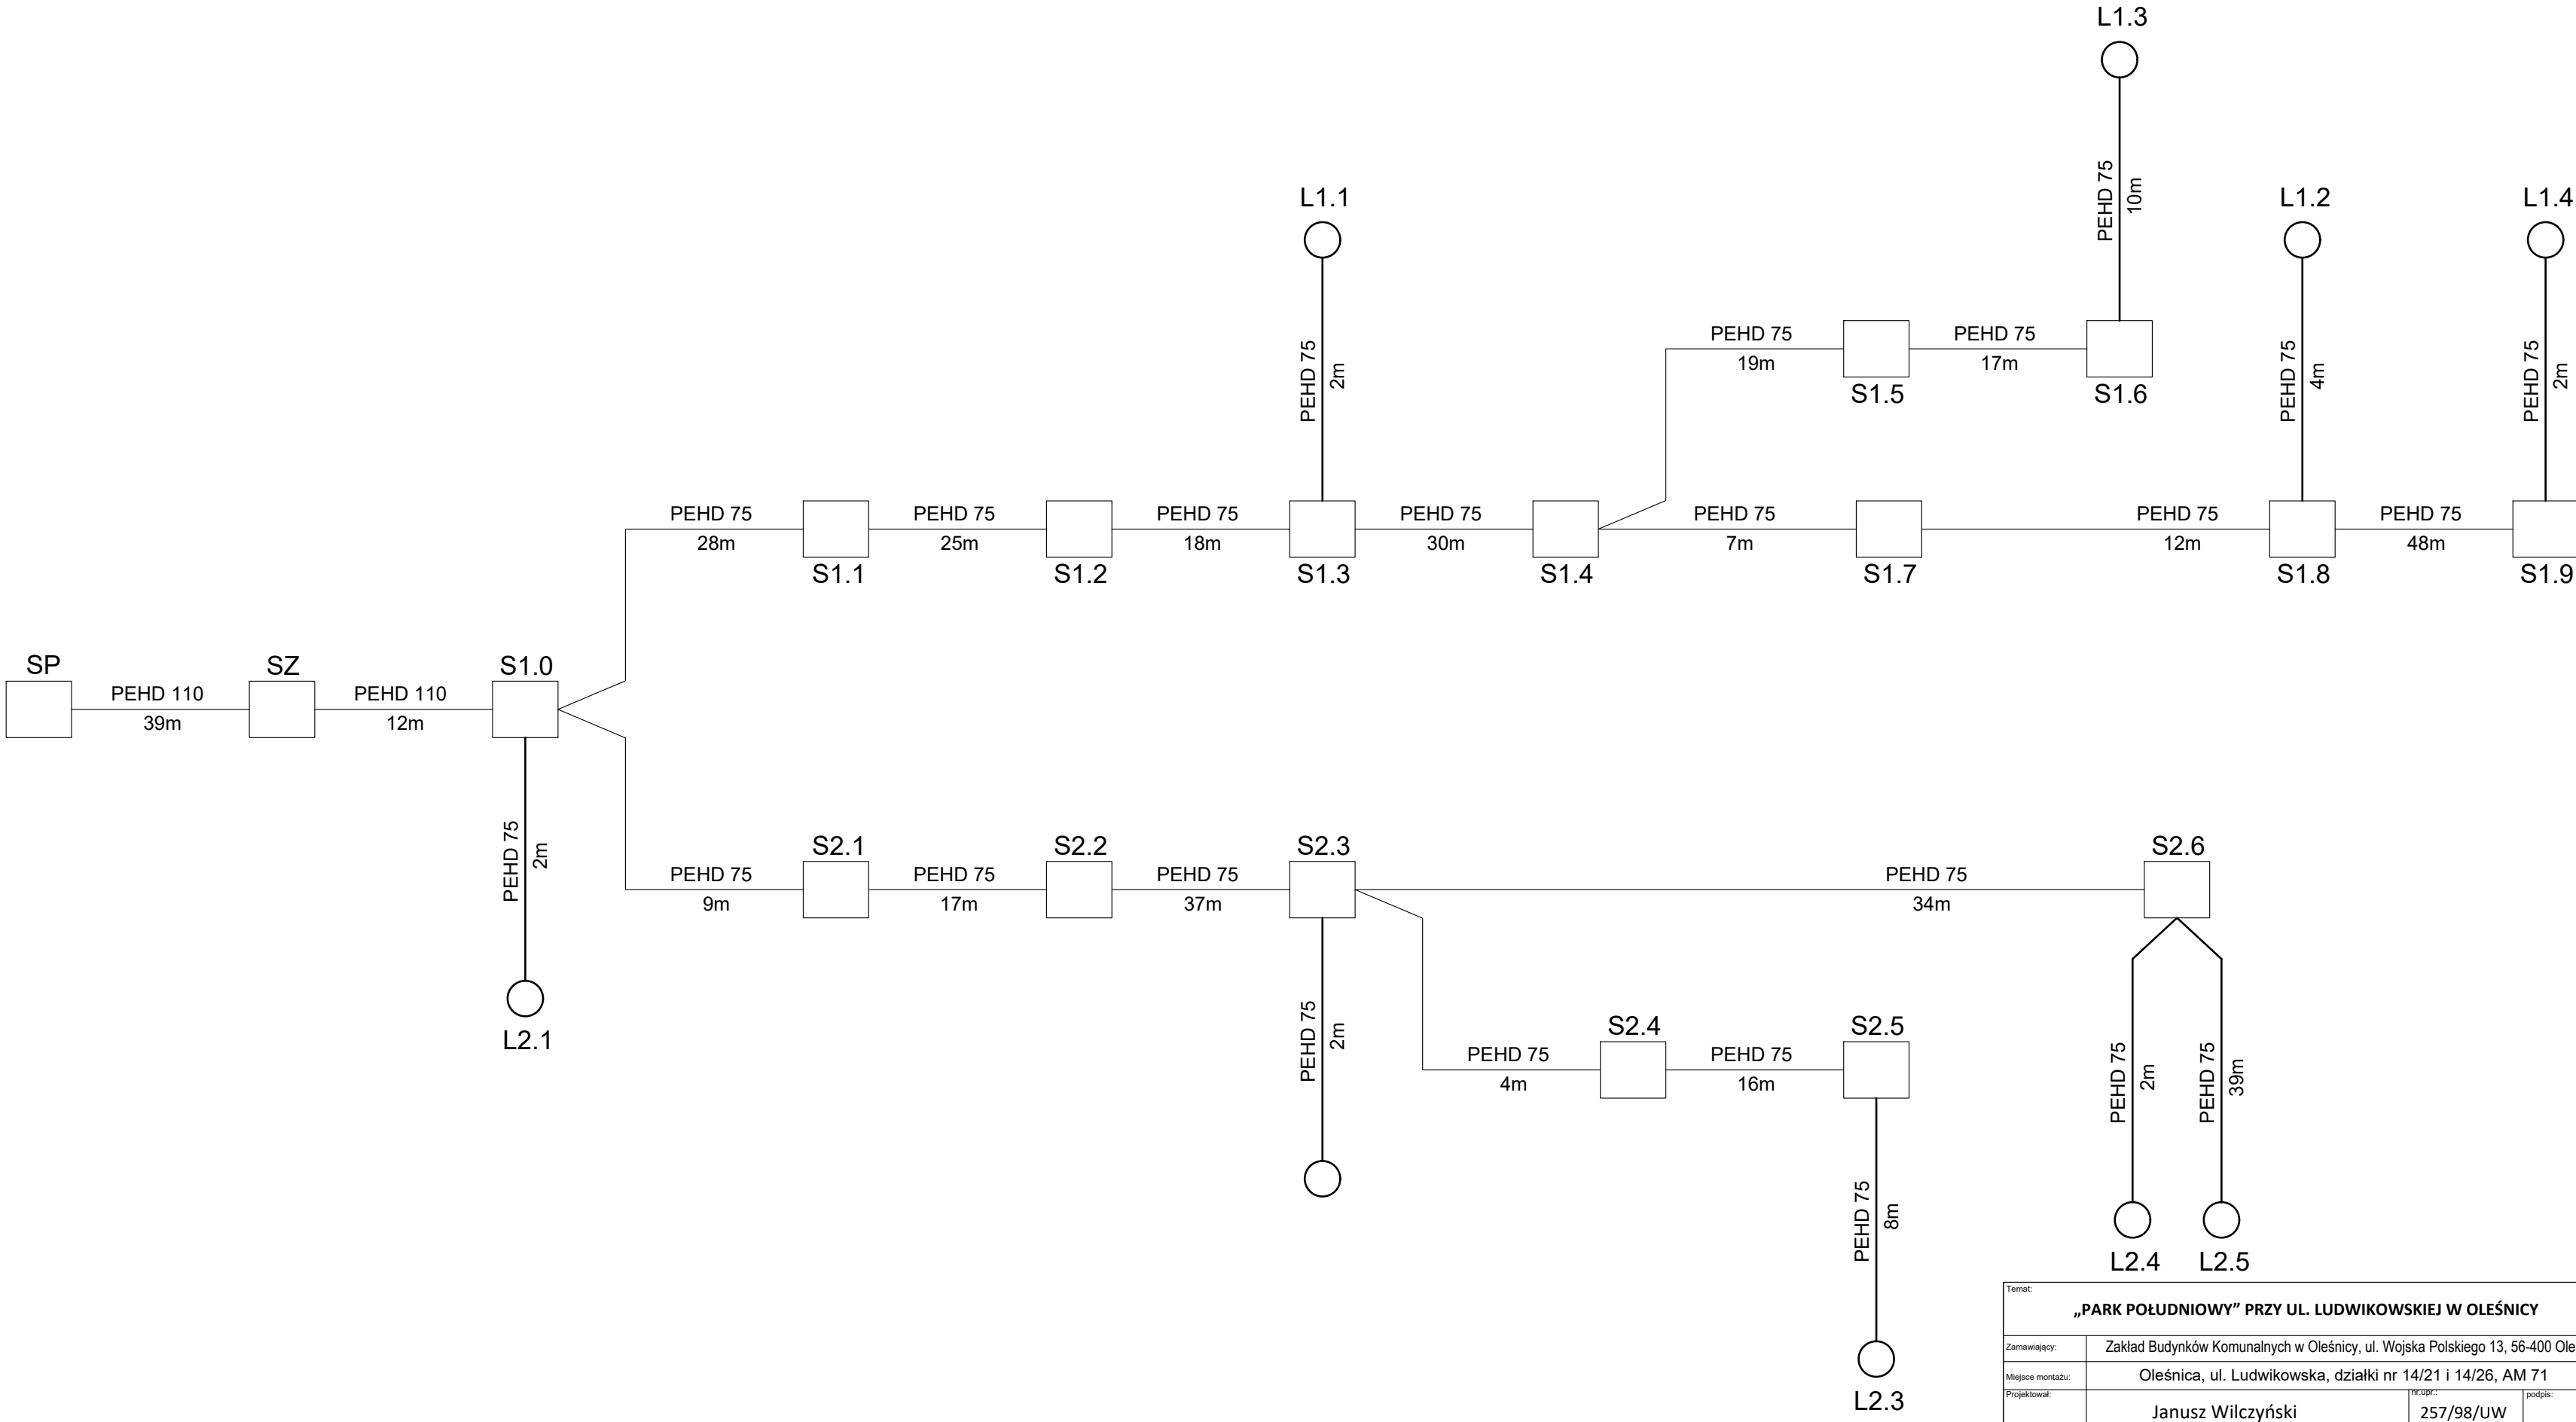 L1.3
PEHD 75
10m
L1.1
L1.2
L1.4
PEHD 75
2m
PEHD 75
4m
PEHD 75
2m
PEHD 75
19m
S1.5
PEHD 75
17m
S1.6
PEHD 75
28m
S1.1
PEHD 75
25m
S1.2
PEHD 75
18m
S1.3
PEHD 75
30m
S1.4
PEHD 75
7m
S1.7
PEHD 75
12m
S1.8
PEHD 75
48m
S1.9
SP
PEHD 110
39m
SZ
PEHD 110
12m
S1.0
PEHD 75
2m
L2.1
PEHD 75
9m
S2.1
PEHD 75
17m
S2.2
PEHD 75
37m
S2.3
PEHD 75
34m
S2.6
PEHD 75
2m
PEHD 75
4m
S2.4
PEHD 75
16m
S2.5
PEHD 75
8m
L2.3
PEHD 75
2m
L2.4
PEHD 75
39m
L2.5
Temat:
„PARK POŁUDNIOWY” PRZY UL. LUDWIKOWSKIEJ W OLEŚNICY
Zamawiający:
Zakład Budynków Komunalnych w Oleśnicy, ul. Wojska Polskiego 13, 56-400 Ole
Miejsce montażu:
Oleśnica, ul. Ludwikowska, działki nr 14/21 i 14/26, AM 71
Projektował:
Janusz Wilczyński
nr.upr.:
257/98/UW
podpis: